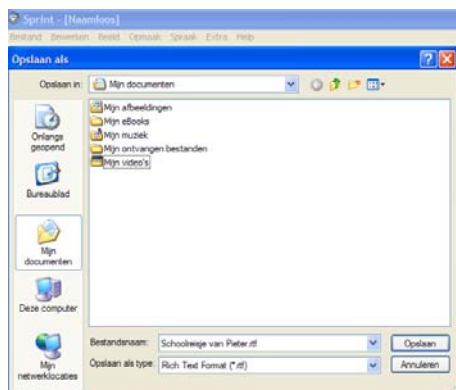 Sprint - [Naamloos]
Bestand Bewerken Beeld Opmaak Spraak Extra Help
Opslaan als
Opslaan in: Mijn documenten
Mijn afbeeldingen
Mijn eBooks
Mijn muziek
Mijn ontvangen bestanden
Mijn video's
Onlangs geopend
Bureaublad
Mijn documenten
Deze computer
Mijn netwerklocaties
Bestandsnaam: Schoolreisje van Pieter.rtf Opslaan
Opslaan als type: Rich Text Format (*.rtf) Annuleren